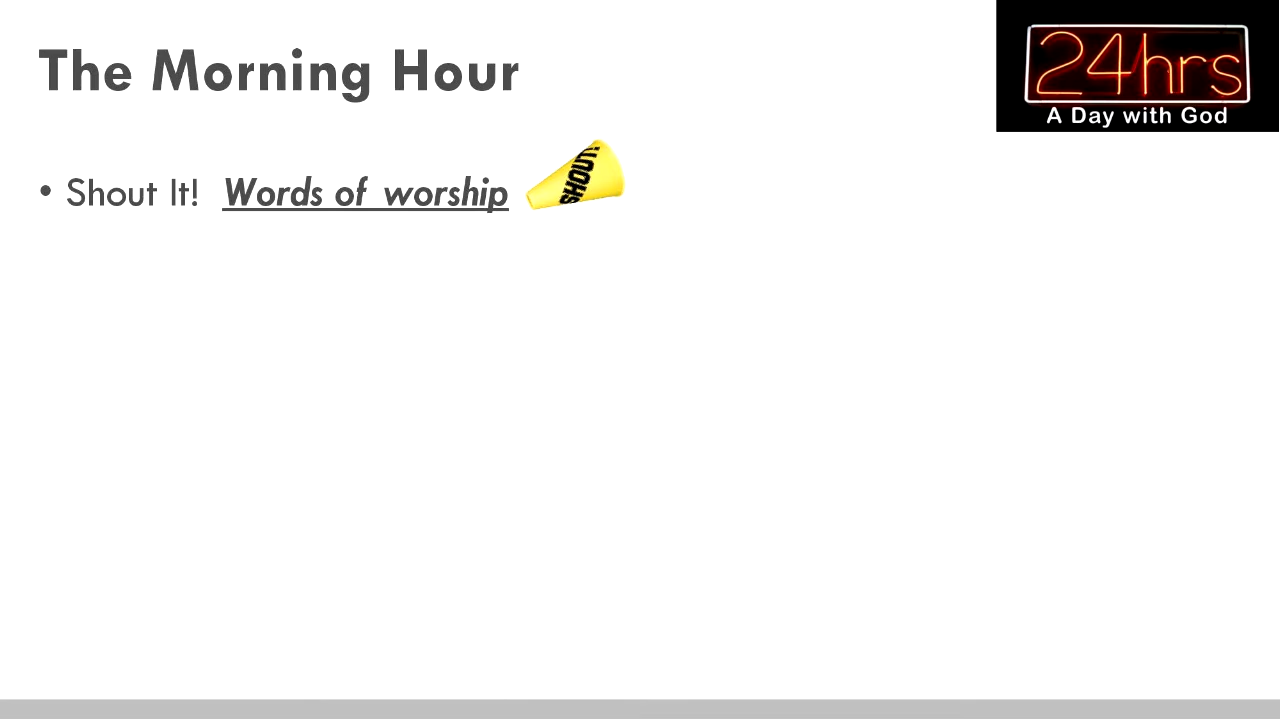 The Morning Hour
24hrs
A Day with God
• Shout It! Words of worship
SHOUT!